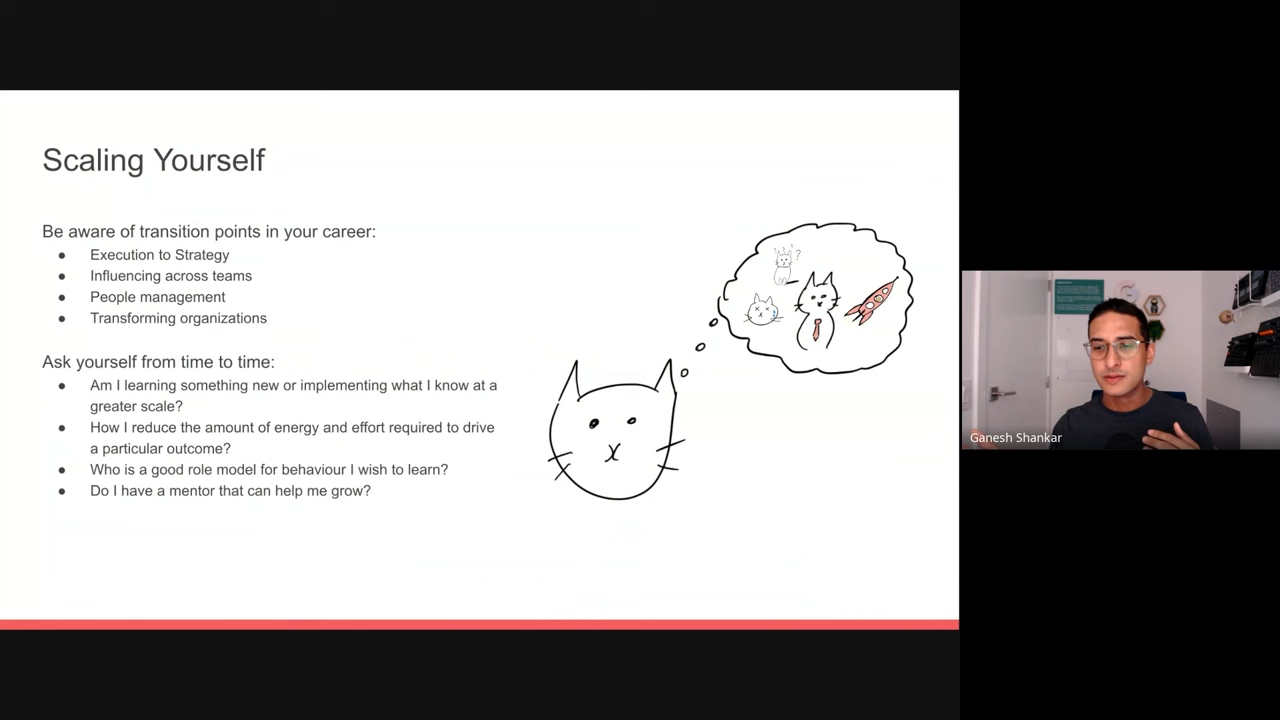 Scaling Yourself
Be aware of transition points in your career:
● Execution to Strategy
● Influencing across teams
● People management
● Transforming organizations
Ask yourself from time to time:
● Am I learning something new or implementing what I know at a
greater scale?
● How I reduce the amount of energy and effort required to drive
a particular outcome?
● Who is a good role model for behaviour I wish to learn?
● Do I have a mentor that can help me grow?
?
Ganesh Shankar